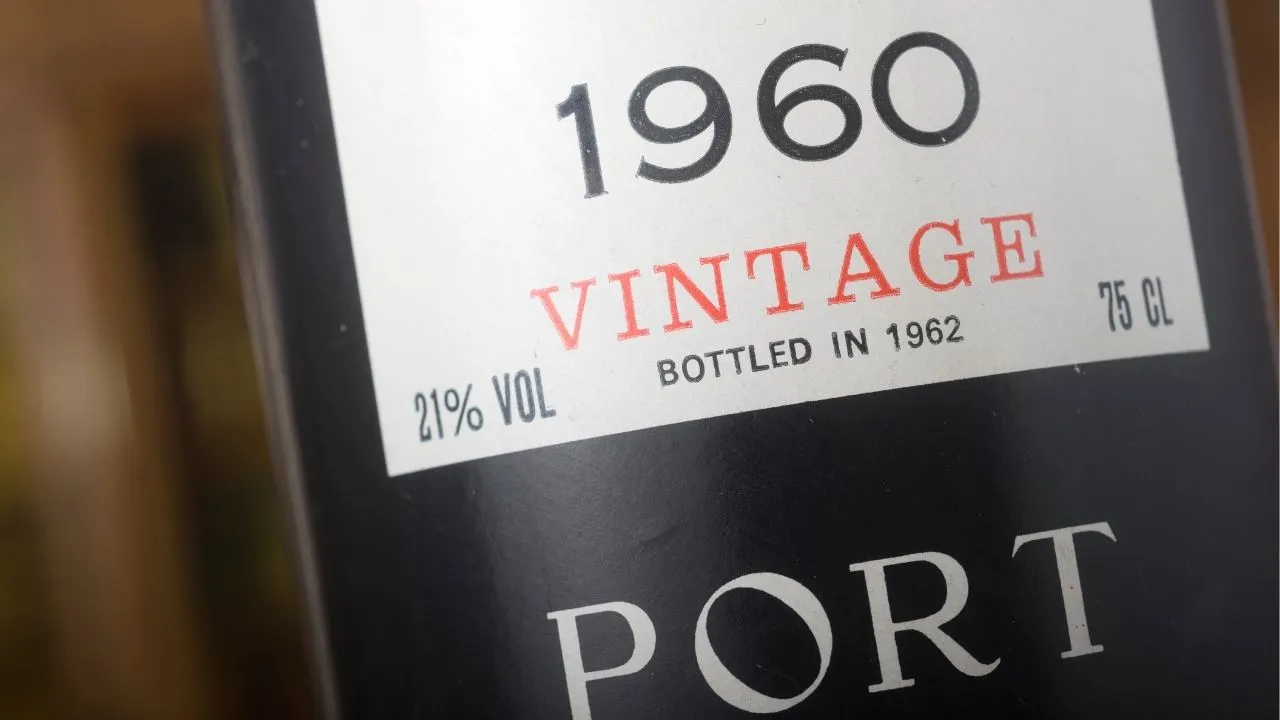 1960
VINTAGE
BOTTLED IN 1962
21% VOL
75 CL
PORT